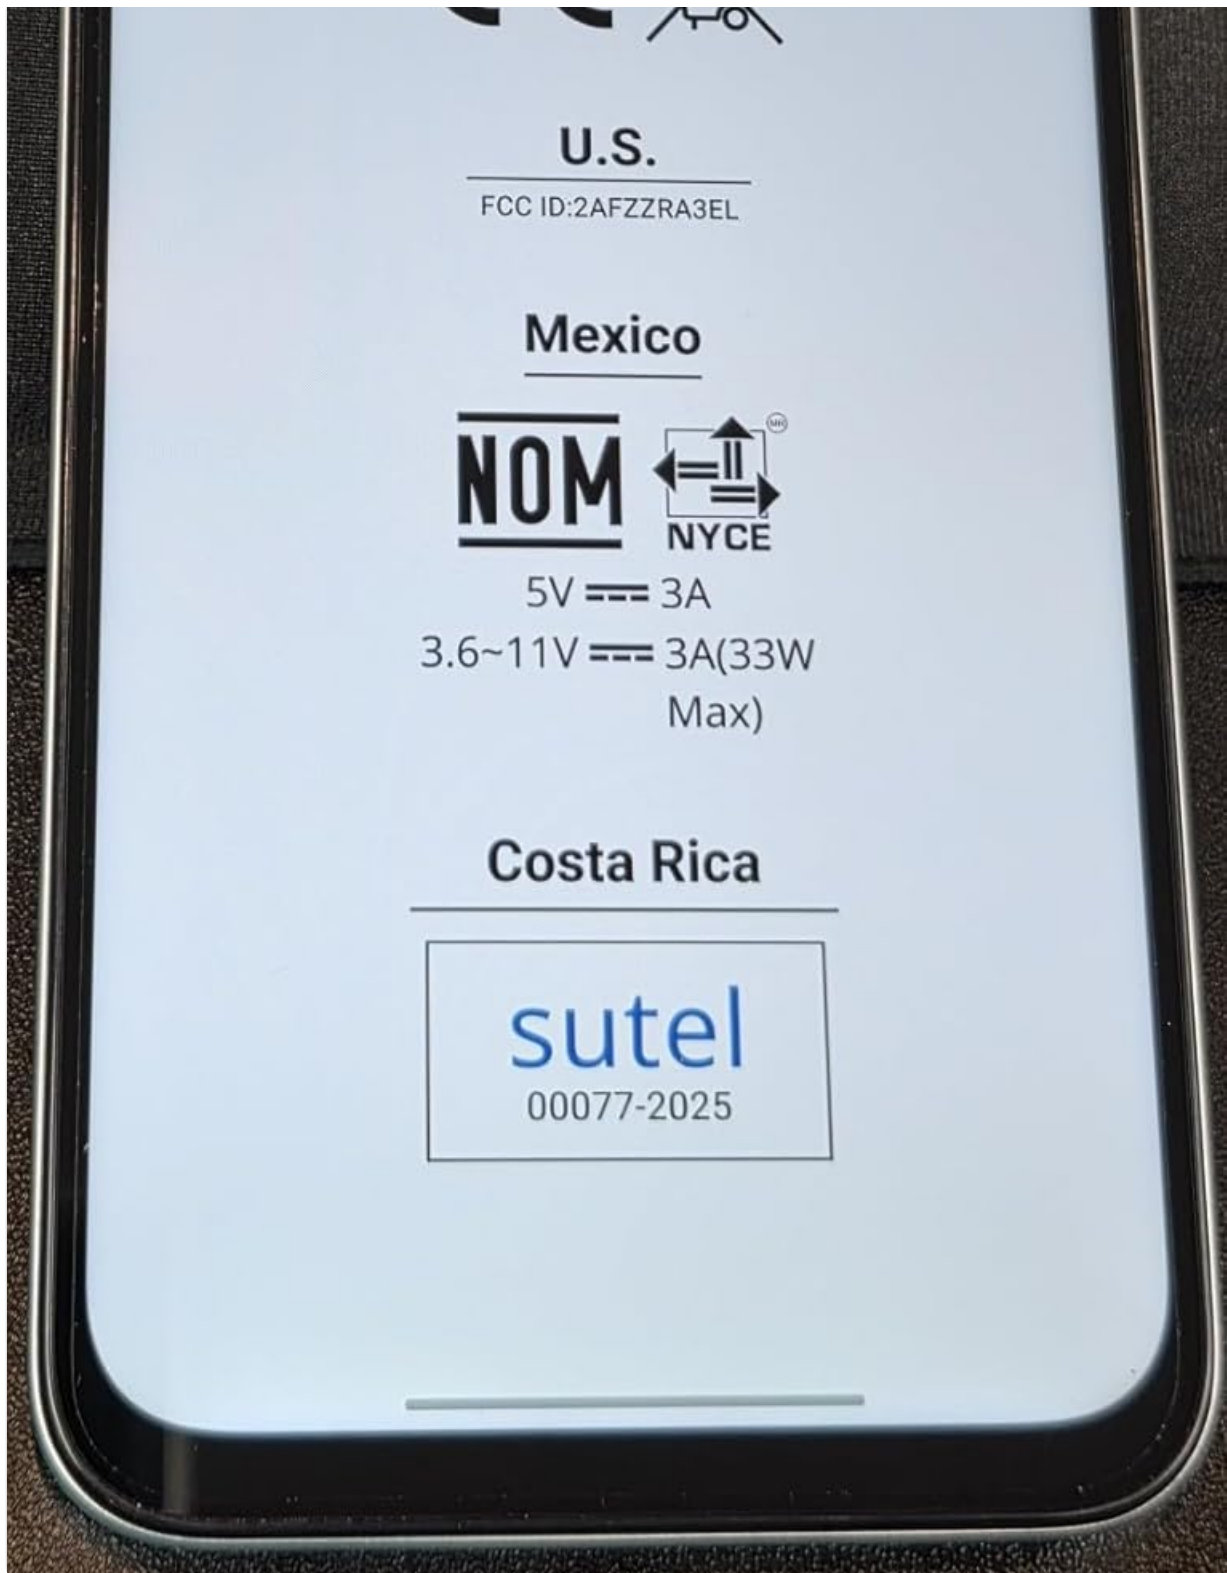 U.S.
FCC ID:2AFZZRA3EL
Mexico
NOM
NYCE
5V ⎓ 3A
3.6~11V ⎓ 3A(33W
Max)
Costa Rica
sutel
00077-2025